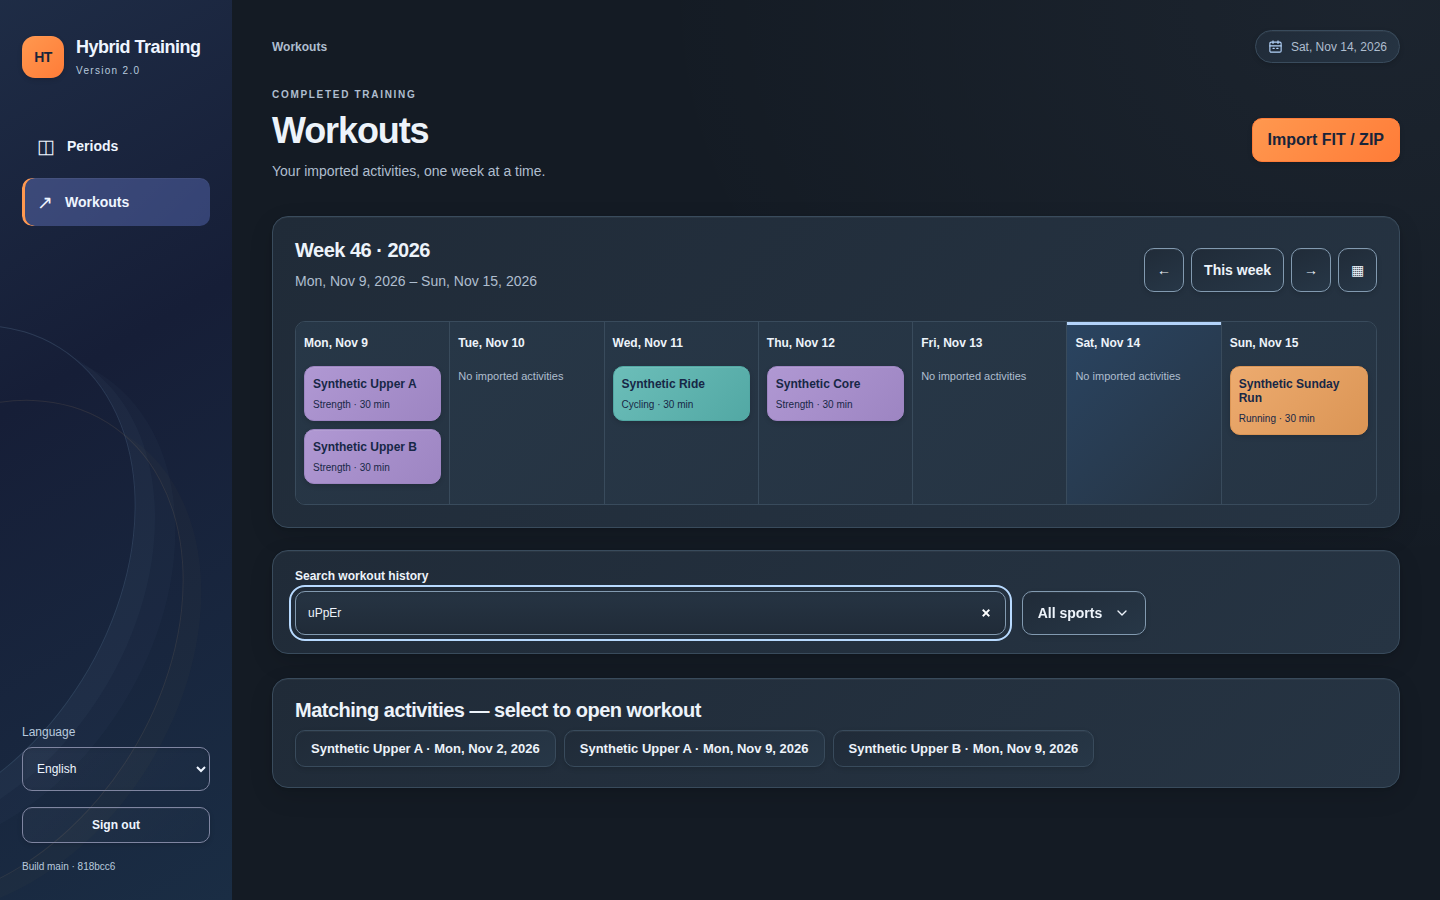 HT
Hybrid Training
Version 2.0
Periods
Workouts
Language
English
Sign out
Build main · 818bcc6
Workouts
Sat, Nov 14, 2026
COMPLETED TRAINING
Workouts
Your imported activities, one week at a time.
Import FIT / ZIP
Week 46 · 2026
Mon, Nov 9, 2026 – Sun, Nov 15, 2026
←
This week
→
Mon, Nov 9
Synthetic Upper A
Strength · 30 min
Synthetic Upper B
Strength · 30 min
Tue, Nov 10
No imported activities
Wed, Nov 11
Synthetic Ride
Cycling · 30 min
Thu, Nov 12
Synthetic Core
Strength · 30 min
Fri, Nov 13
No imported activities
Sat, Nov 14
No imported activities
Sun, Nov 15
Synthetic Sunday
Run
Running · 30 min
Search workout history
uPpEr
×
All sports
Matching activities — select to open workout
Synthetic Upper A · Mon, Nov 2, 2026
Synthetic Upper A · Mon, Nov 9, 2026
Synthetic Upper B · Mon, Nov 9, 2026